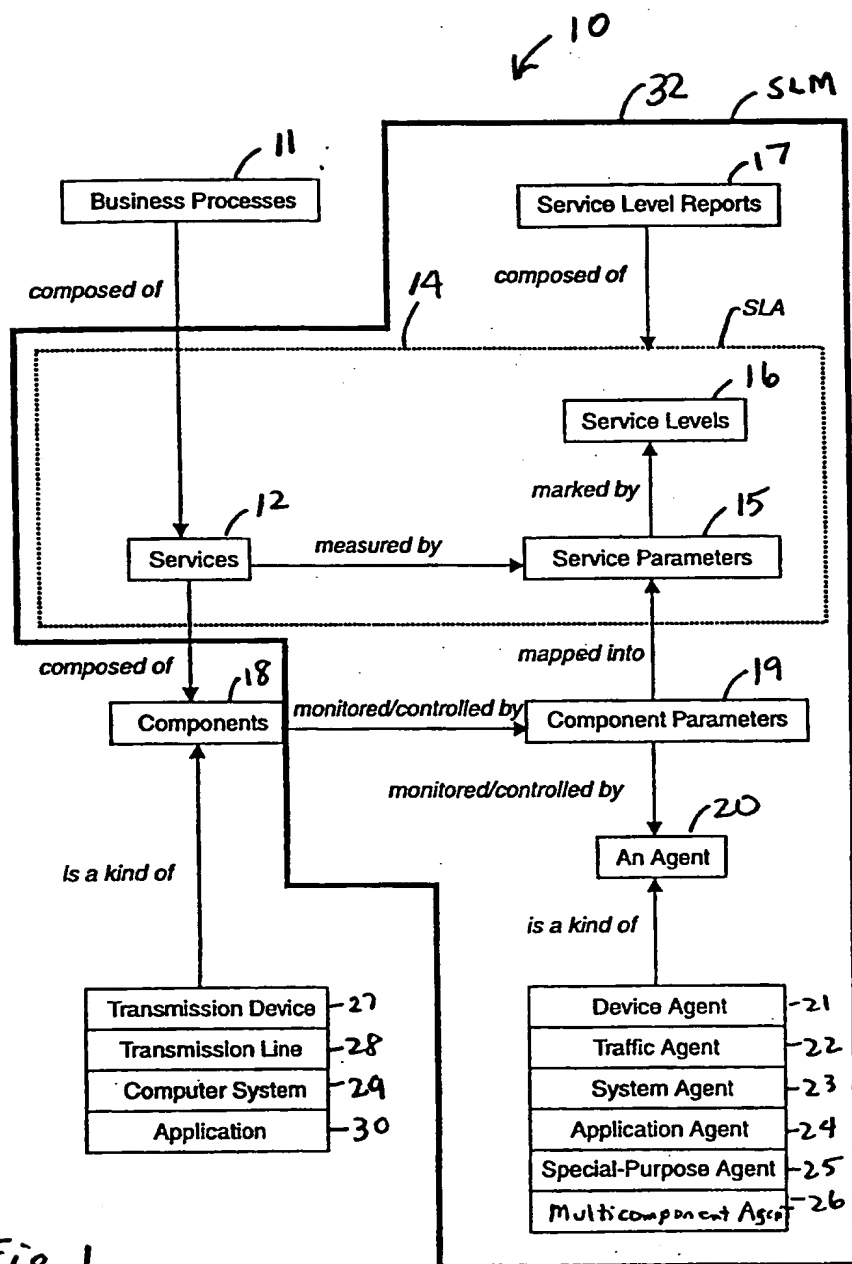 10
32 SLM
11
17
Business Processes
Service Level Reports
composed of
composed of
14
SLA
16
Service Levels
marked by
12
15
Services
measured by
Service Parameters
composed of
mapped into
18
19
Components
monitored/controlled by
Component Parameters
monitored/controlled by
20
An Agent
is a kind of
is a kind of
Transmission Device 27
Transmission Line 28
Computer System 29
Application 30
Device Agent 21
Traffic Agent 22
System Agent 23
Application Agent 24
Special-Purpose Agent 25
Multicomponent Agent 26
Fig. 1